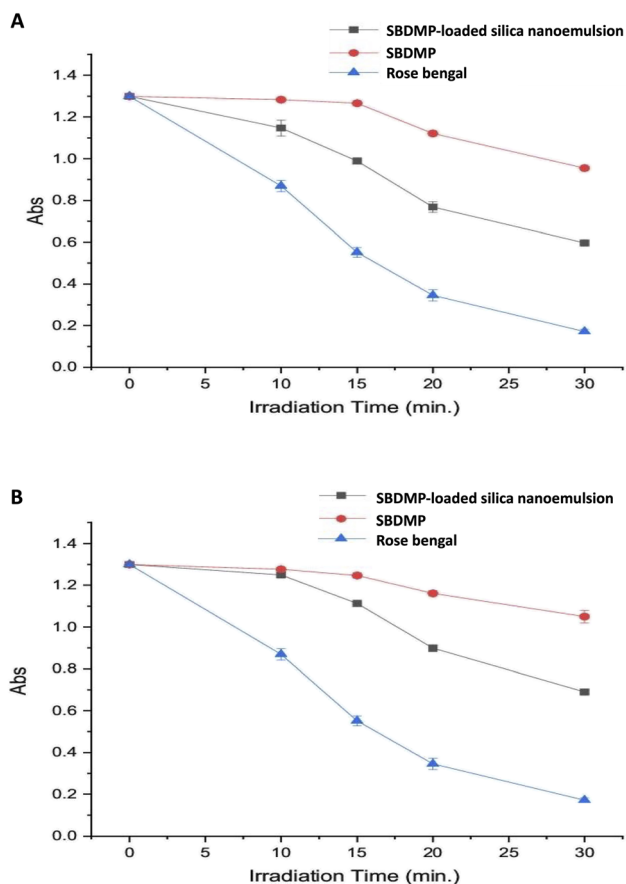 A
SBDMP-loaded silica nanoemulsion
SBDMP
Rose bengal
1.4
1.2
1.0
0.8
0.6
0.4
0.2
0.0
Abs
0 5 10 15 20 25 30
Irradiation Time (min.)
B
SBDMP-loaded silica nanoemulsion
SBDMP
Rose bengal
1.4
1.2
1.0
0.8
0.6
0.4
0.2
0.0
Abs
0 5 10 15 20 25 30
Irradiation Time (min.)